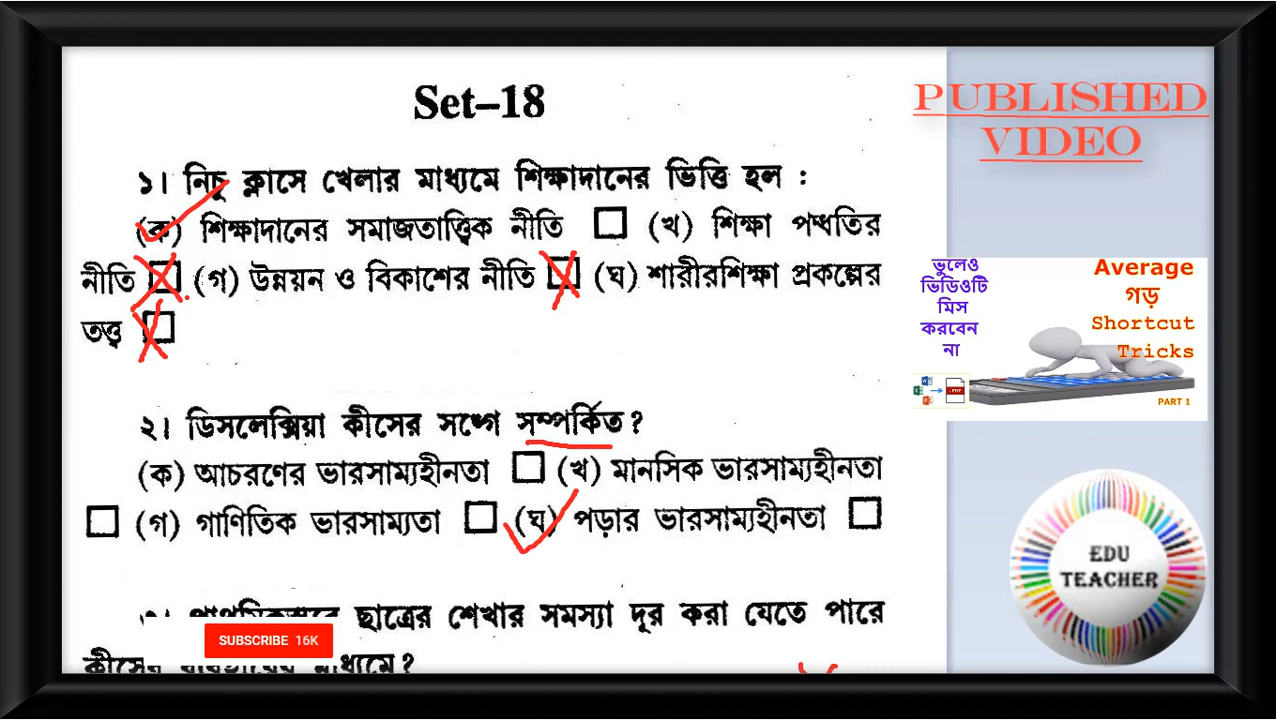 Set–18
১। নিচু ক্লাসে খেলার মাধ্যমে শিক্ষাদানের ভিত্তি হল :
(ক) শিক্ষাদানের সমাজতাত্ত্বিক নীতি (খ) শিক্ষা পদ্ধতির
নীতি (গ) উন্নয়ন ও বিকাশের নীতি (ঘ) শারীরশিক্ষা প্রকল্পের
তত্ত্ব
২। ডিসলেক্সিয়া কীসের সঙ্গে সম্পর্কিত?
(ক) আচরণের ভারসাম্যহীনতা (খ) মানসিক ভারসাম্যহীনতা
(গ) গাণিতিক ভারসাম্যতা (ঘ) পড়ার ভারসাম্যহীনতা
ছাত্রের শেখার সমস্যা দূর করা যেতে পারে
SUBSCRIBE 16K
PUBLISHED
VIDEO
ভুলেও
ভিডিওটি
মিস
করবেন
না
Average
গড়
Shortcut
Tricks
PDF
PART 1
EDU
TEACHER